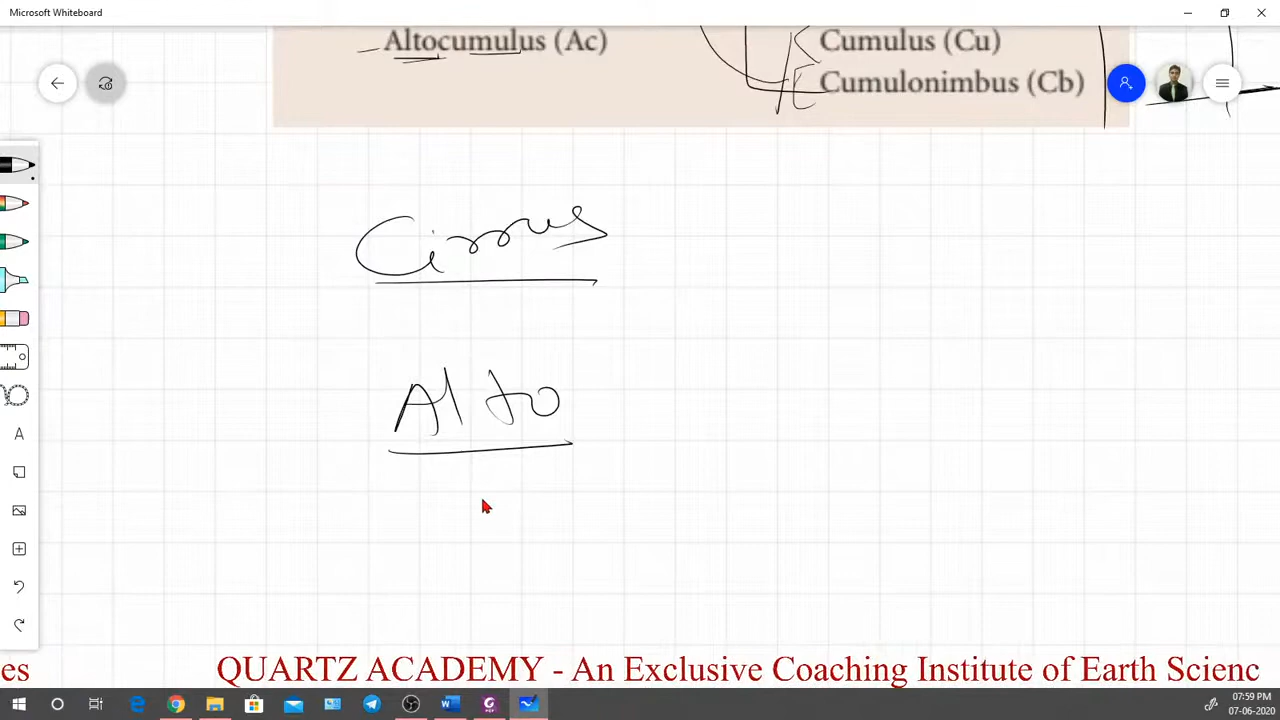 Microsoft Whiteboard
Altocumulus (Ac)
Cumulus (Cu)
Cumulonimbus (Cb)
Cirrus
Alto
A
es QUARTZ ACADEMY - An Exclusive Coaching Institute of Earth Scienc
07:59 PM
07-06-2020